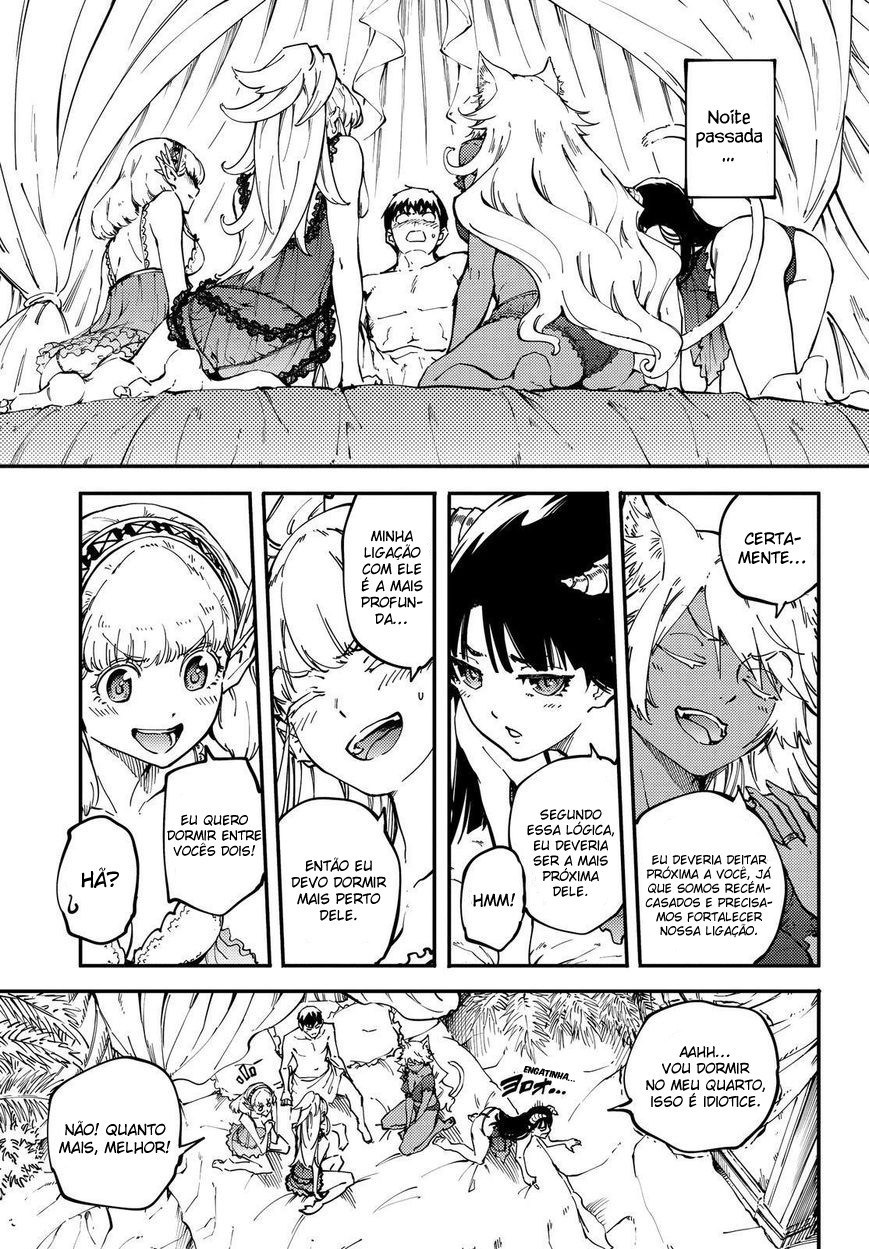 Noite
passada
...
CERTA-
MENTE...
EU DEVERIA DEITAR
PRÓXIMA A VOCÊ, JÁ
QUE SOMOS RECÉM-
CASADOS E PRECISA-
MOS FORTALECER
NOSSA LIGAÇÃO.
SEGUNDO
ESSA LÓGICA,
EU DEVERIA
SER A MAIS
PRÓXIMA
DELE.
HMM!
MINHA
LIGAÇÃO
COM ELE
É A MAIS
PROFUN-
DA...
ENTÃO EU
DEVO DORMIR
MAIS PERTO
DELE.
EU QUERO
DORMIR ENTRE
VOCÊS DOIS!
HÃ?
AAHH...
VOU DORMIR
NO MEU QUARTO,
ISSO É IDIOTICE.
ENGATINHA...
ヨロォ...
NÃO! QUANTO
MAIS, MELHOR!